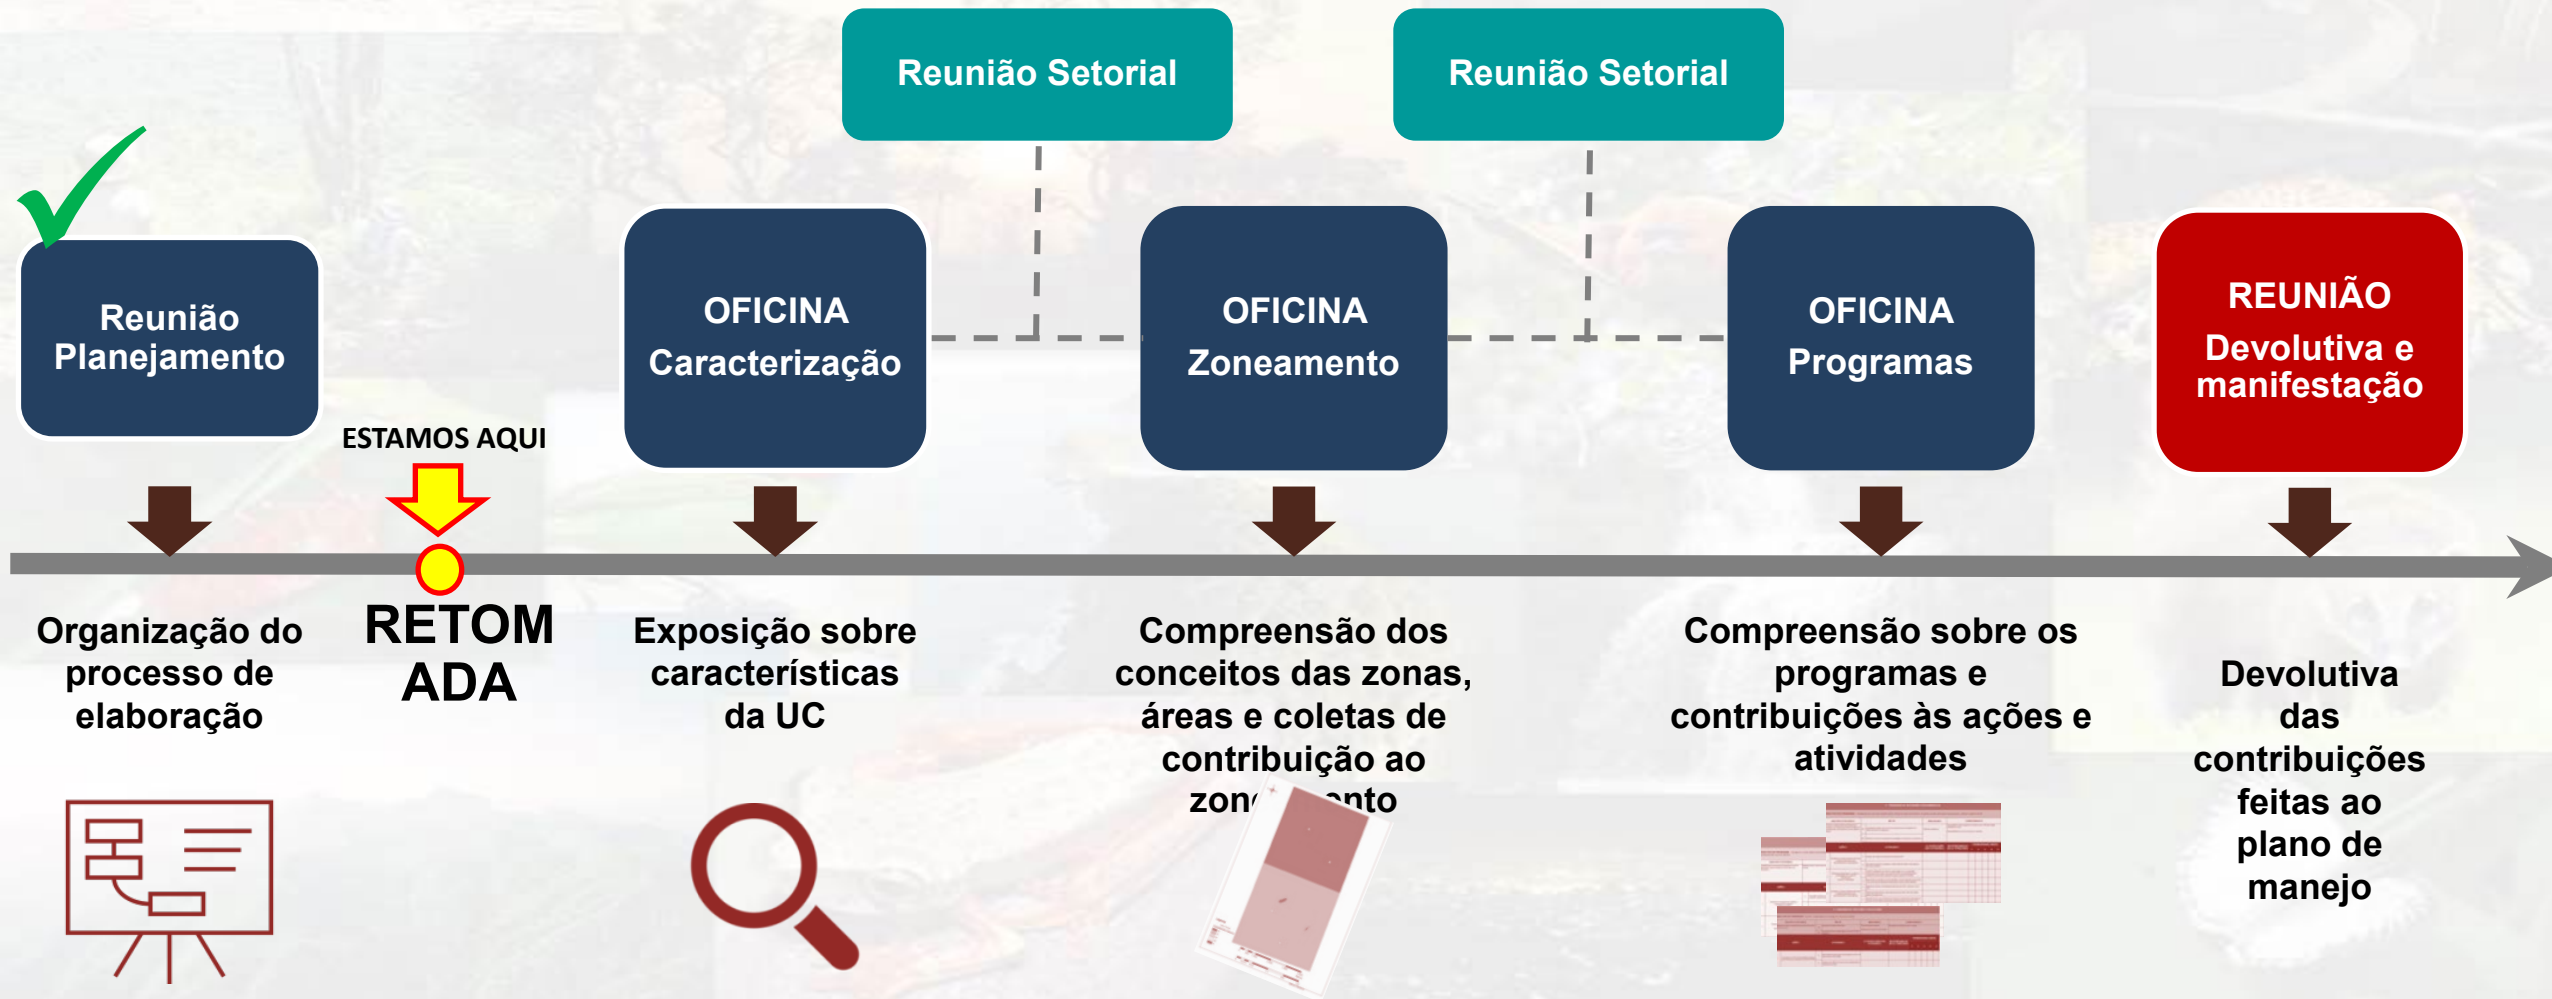 Reunião Setorial
Reunião Setorial
Reunião
Planejamento
OFICINA
Caracterização
OFICINA
Zoneamento
OFICINA
Programas
REUNIÃO
Devolutiva e
manifestação
ESTAMOS AQUI
Organização do
processo de
elaboração
RETOM
ADA
Exposição sobre
características
da UC
Compreensão dos
conceitos das zonas,
áreas e coletas de
contribuição ao
Compreensão sobre os
programas e
contribuições às ações e
atividades
Devolutiva
das
contribuições
feitas ao
plano de
manejo